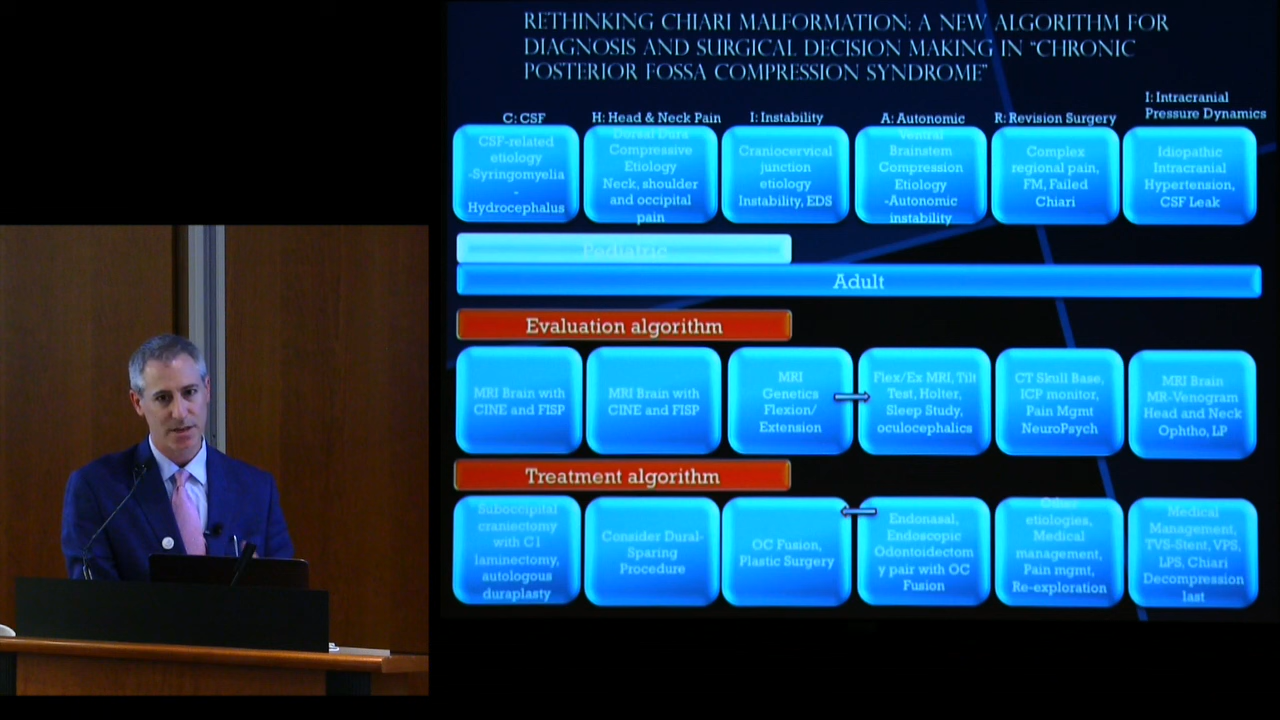 RETHINKING CHIARI MALFORMATION: A NEW ALGORITHM FOR
DIAGNOSIS AND SURGICAL DECISION MAKING IN "CHRONIC
POSTERIOR FOSSA COMPRESSION SYNDROME"
C: CSF
H: Head & Neck Pain
I: Instability
A: Autonomic
R: Revision Surgery
I: Intracranial
Pressure Dynamics
CSF-related
etiology
-Syringomyelia
-
Hydrocephalus
Dorsal Dura
Compressive
Etiology
Neck, shoulder
and occipital
pain
Craniocervical
junction
etiology
Instability, EDS
Ventral
Brainstem
Compression
Etiology
-Autonomic
instability
Complex
regional pain,
FM, Failed
Chiari
Idiopathic
Intracranial
Hypertension,
CSF Leak
Pediatric
Adult
Evaluation algorithm
MRI Brain with
CINE and FISP
MRI Brain with
CINE and FISP
MRI
Genetics
Flexion/
Extension
Flex/Ex MRI, Tilt
Test, Holter,
Sleep Study,
oculocephalics
CT Skull Base,
ICP monitor,
Pain Mgmt
NeuroPsych
MRI Brain
MR-Venogram
Head and Neck
Ophtho, LP
Treatment algorithm
Suboccipital
craniectomy
with C1
laminectomy,
autologous
duraplasty
Consider Dural-
Sparing
Procedure
OC Fusion,
Plastic Surgery
Endonasal,
Endoscopic
Odontoidectom
y pair with OC
Fusion
Other
etiologies,
Medical
management,
Pain mgmt,
Re-exploration
Medical
Management,
TVS-Stent, VPS,
LPS, Chiari
Decompression
last